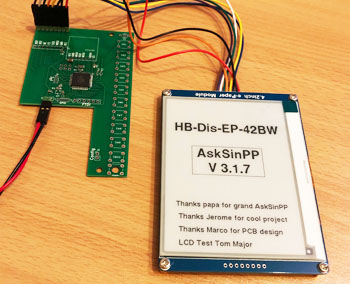 4.2inch e-Paper Module
HB-Dis-EP-42BW
AskSinPP
V 3.1.7
Thanks papa for grand AskSinPP
Thanks Jerome for cool project
Thanks Marco for PCB design
LCD Test Tom Major
Config